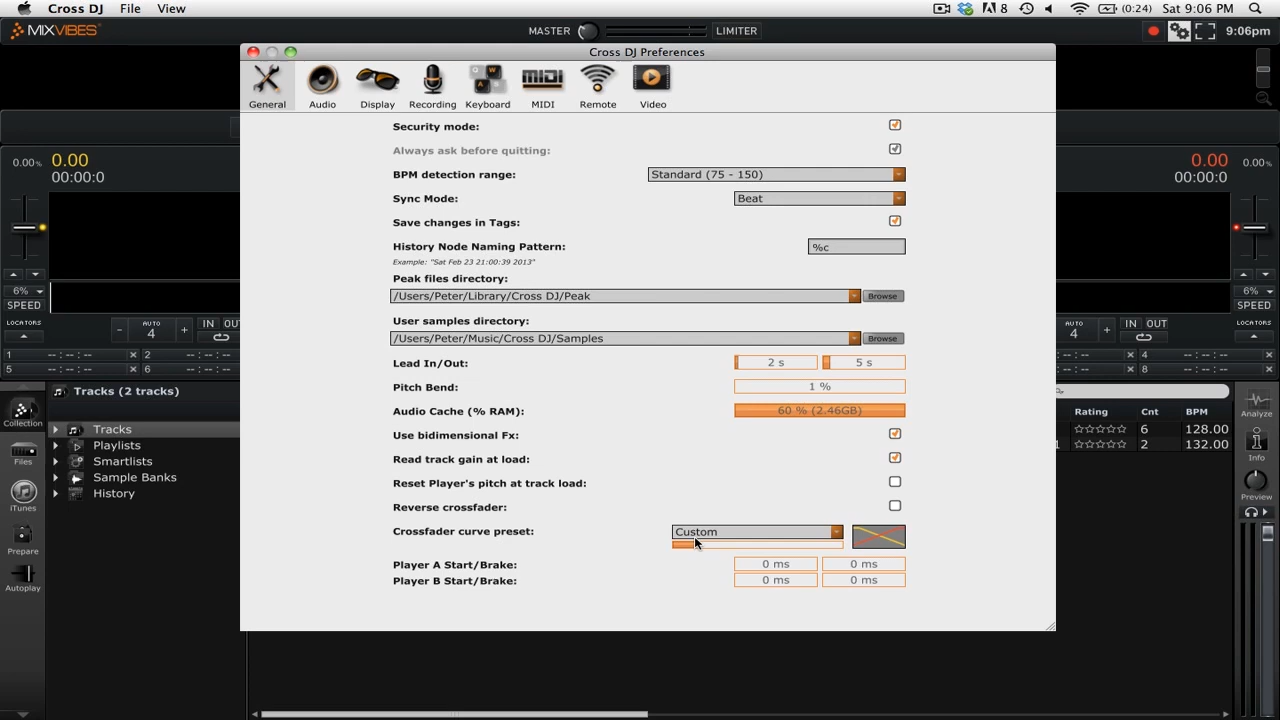 Cross DJ File View 8 (0:24) Sat 9:06 PM
MIXVIBES MASTER LIMITER 9:06pm
Cross DJ Preferences
General Audio Display Recording Keyboard MIDI Remote Video
Security mode:
Always ask before quitting:
BPM detection range: Standard (75 - 150)
Sync Mode: Beat
Save changes in Tags:
History Node Naming Pattern: %c
Example: "Sat Feb 23 21:00:39 2013"
Peak files directory:
/Users/Peter/Library/Cross DJ/Peak Browse
User samples directory:
/Users/Peter/Music/Cross DJ/Samples Browse
Lead In/Out: 2 s 5 s
Pitch Bend: 1 %
Audio Cache (% RAM): 60 % (2.46GB)
Use bidimensional Fx:
Read track gain at load:
Reset Player's pitch at track load:
Reverse crossfader:
Crossfader curve preset: Custom
Player A Start/Brake: 0 ms 0 ms
Player B Start/Brake: 0 ms 0 ms
0.00% 0.00
00:00:0
6%
SPEED
LOCATORS
- AUTO 4 + IN OUT
1 --:--:-- 2 --:--:--
5 --:--:-- 6 --:--:--
0.00 0.00%
00:00:0
6%
SPEED
LOCATORS
AUTO 4 + IN OUT
--:--:-- 4 --:--:--
--:--:-- 8 --:--:--
Collection
Files
iTunes
Prepare
Autoplay
Tracks (2 tracks)
Tracks
Playlists
Smartlists
Sample Banks
History
Rating Cnt BPM
6 128.00
2 132.00
Analyze
Info
Preview